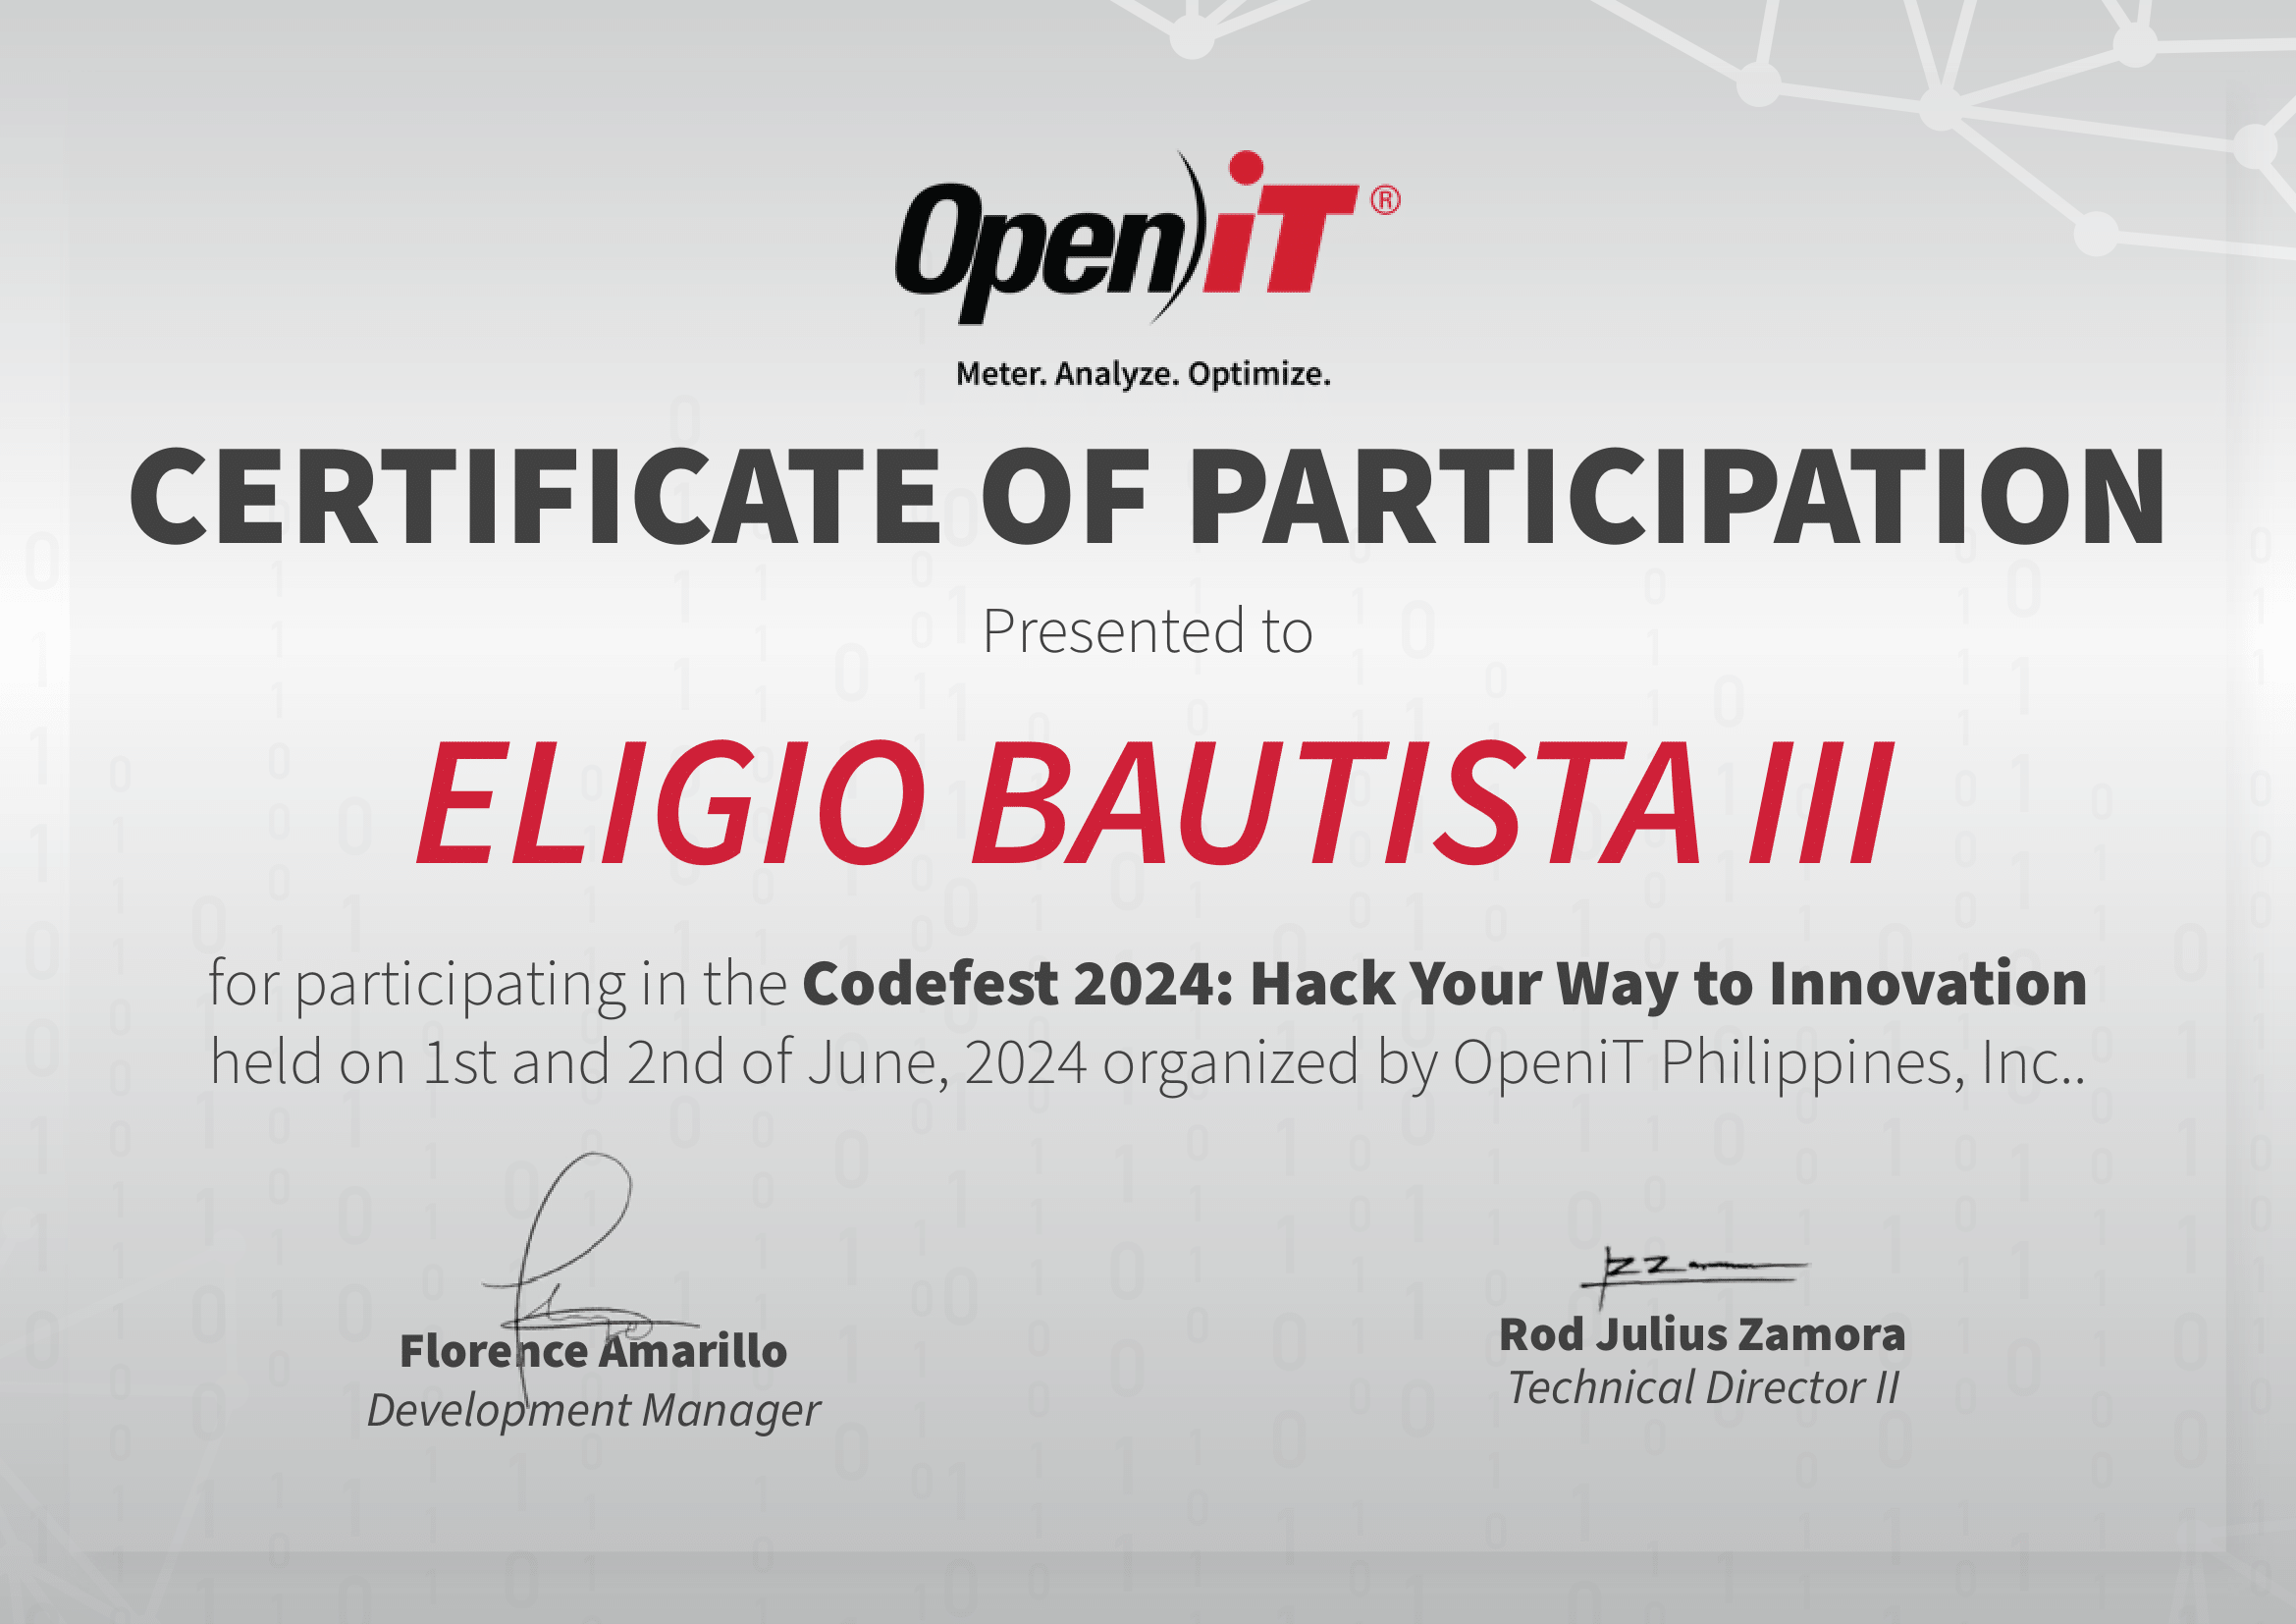 OpeniT®
Meter. Analyze. Optimize.
CERTIFICATE OF PARTICIPATION
Presented to
ELIGIO BAUTISTA III
for participating in the Codefest 2024: Hack Your Way to Innovation
held on 1st and 2nd of June, 2024 organized by OpeniT Philippines, Inc..
Florence Amarillo
Development Manager
Rod Julius Zamora
Technical Director II